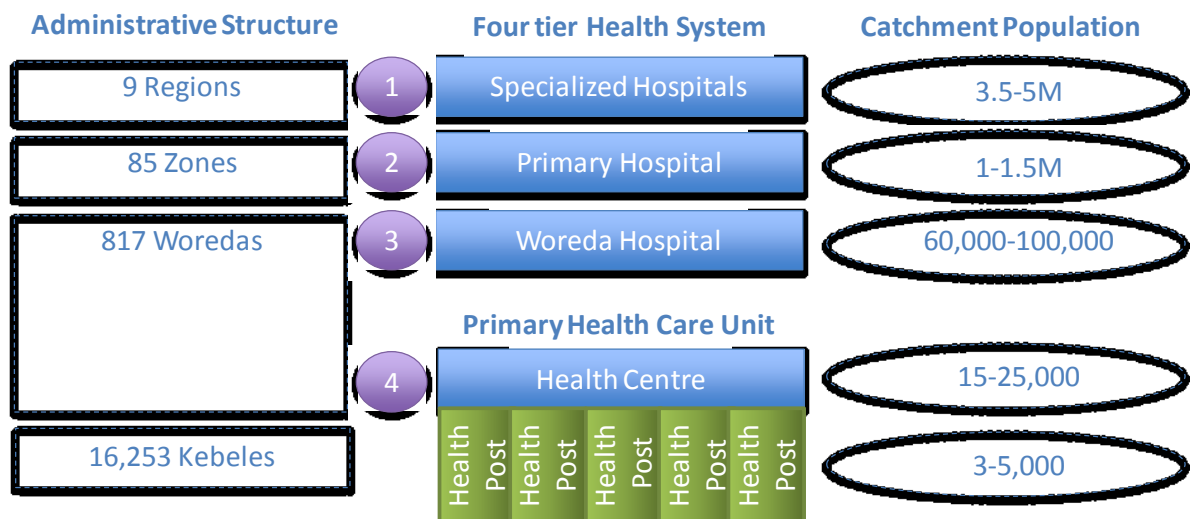 Administrative Structure
Four tier Health System
Catchment Population
9 Regions
1
Specialized Hospitals
3.5-5M
85 Zones
2
Primary Hospital
1-1.5M
817 Woredas
3
Woreda Hospital
60,000-100,000
Primary Health Care Unit
4
Health Centre
15-25,000
16,253 Kebeles
Health
Post
Health
Post
Health
Post
Health
Post
Health
Post
3-5,000